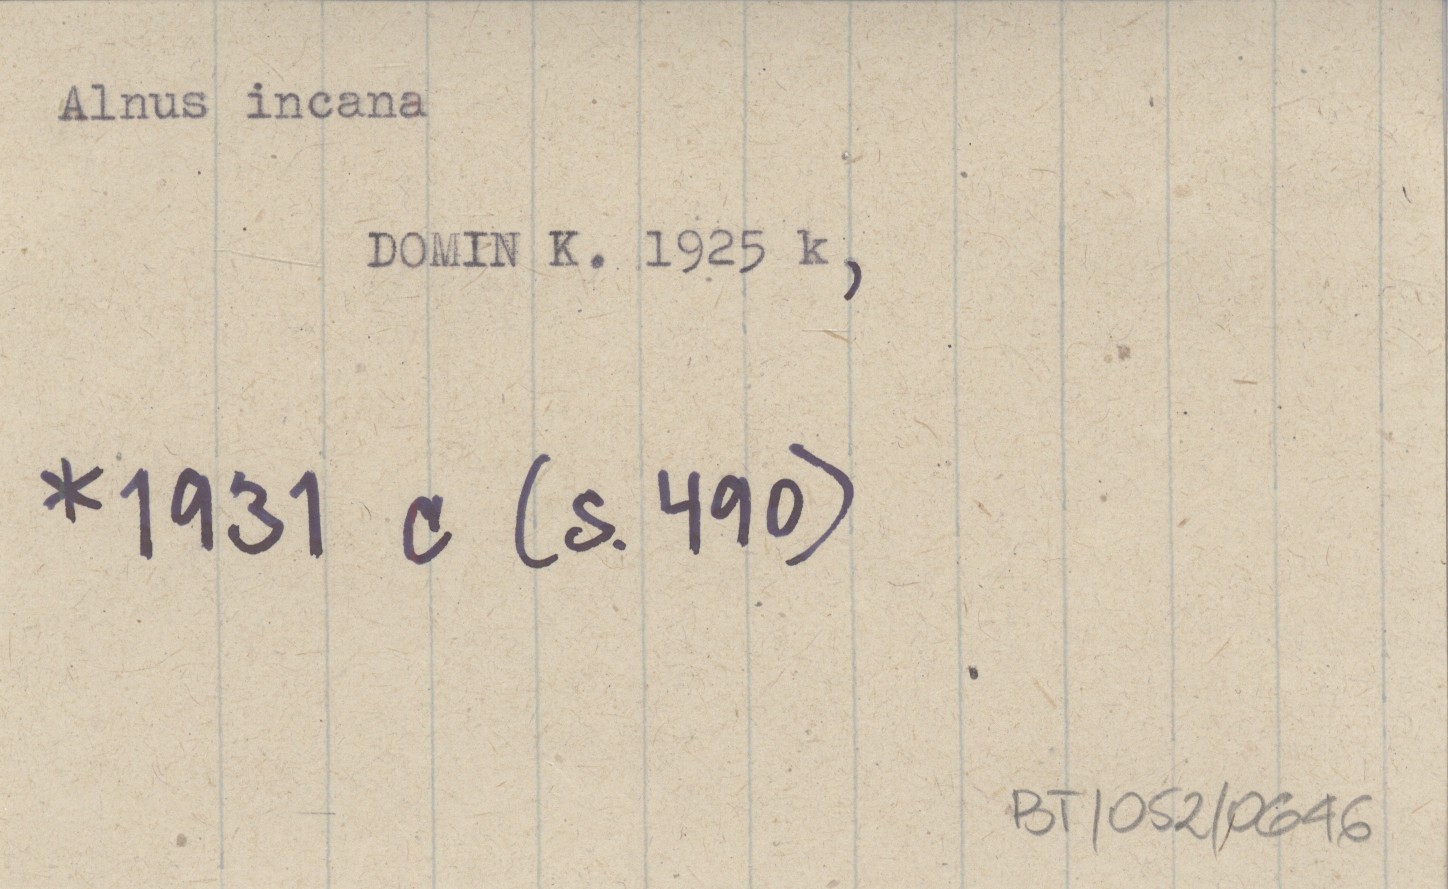 Alnus incana
DOMIN K. 1925 k,
*1931 c (s. 490)
BT/052/0646